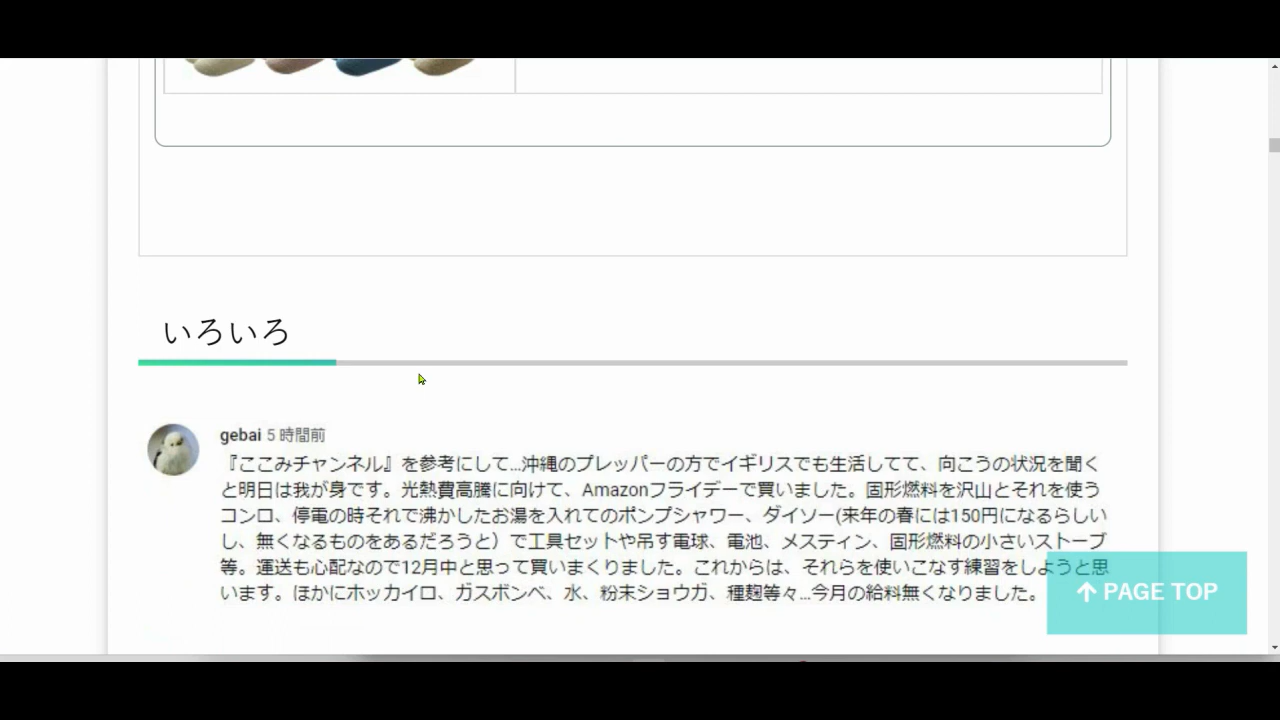 いろいろ
gebai 5 時間前
『ここみチャンネル』を参考にして...沖縄のプレッパーの方でイギリスでも生活してて、向こうの状況を聞く
と明日は我が身です。光熱費高騰に向けて、Amazonフライデーで買いました。固形燃料を沢山とそれを使う
コンロ、停電の時それで沸かしたお湯を入れてのポンプシャワー、ダイソー(来年の春には150円になるらしい
し、無くなるものをあるだろうと）で工具セットや吊す電球、電池、メスティン、固形燃料の小さいストーブ
等。運送も心配なので12月中と思って買いまくりました。これからは、それらを使いこなす練習をしようと思
います。ほかにホッカイロ、ガスボンベ、水、粉末ショウガ、種麹等々...今月の給料無くなりました。
↑ PAGE TOP